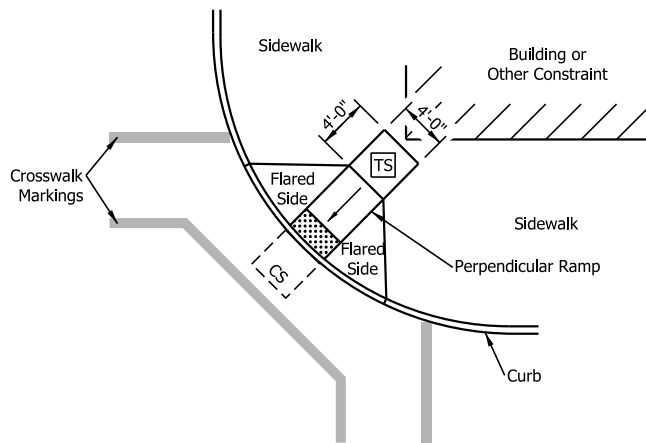 Sidewalk
Building or
Other Constraint
4'-0"
4'-0"
TS
Crosswalk
Markings
Flared
Side
Sidewalk
Flared
Side
Perpendicular Ramp
CS
Curb